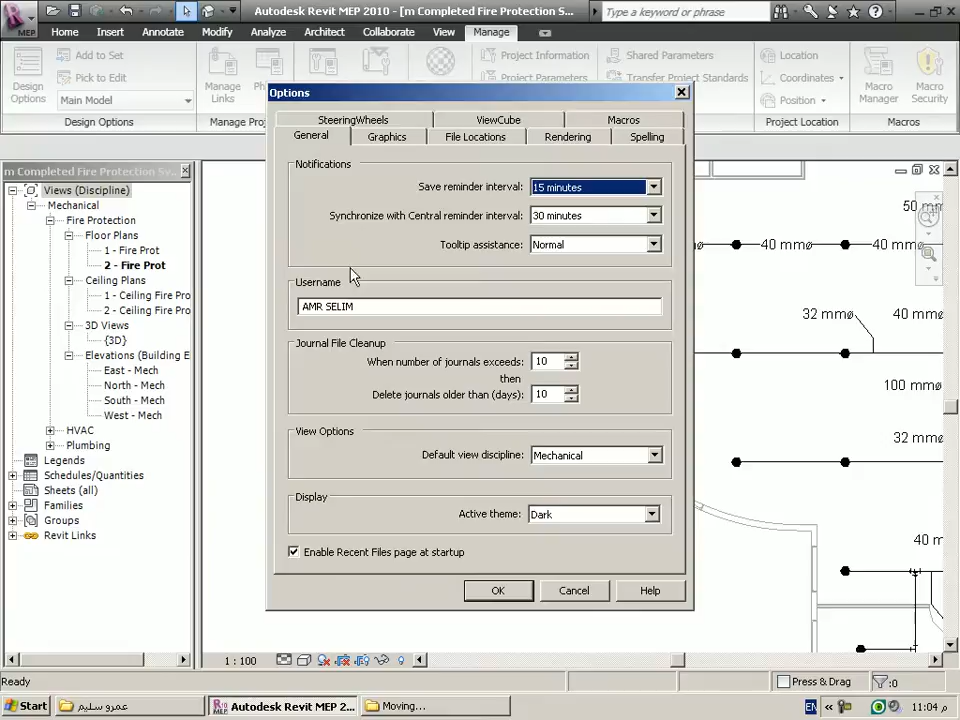 MEP
Autodesk Revit MEP 2010 - [m Completed Fire Protection S...
Type a keyword or phrase
Home
Insert
Annotate
Modify
Analyze
Architect
Collaborate
View
Manage
Design Options
Add to Set
Pick to Edit
Main Model
Design Options
Manage Links
Project Information
Project Parameters
Shared Parameters
Transfer Project Standards
Location
Coordinates
Position
Project Location
Macro Manager
Macro Security
Macros
m Completed Fire Protection Sy...
Views (Discipline)
Mechanical
Fire Protection
Floor Plans
1 - Fire Prot
2 - Fire Prot
Ceiling Plans
1 - Ceiling Fire Pro
2 - Ceiling Fire Pro
3D Views
{3D}
Elevations (Building E
East - Mech
North - Mech
South - Mech
West - Mech
HVAC
Plumbing
Legends
Schedules/Quantities
Sheets (all)
Families
Groups
Revit Links
Options
SteeringWheels
ViewCube
Macros
General
Graphics
File Locations
Rendering
Spelling
Notifications
Save reminder interval:
15 minutes
Synchronize with Central reminder interval:
30 minutes
Tooltip assistance:
Normal
Username
AMR SELIM
Journal File Cleanup
When number of journals exceeds:
10
then
Delete journals older than (days):
10
View Options
Default view discipline:
Mechanical
Display
Active theme:
Dark
Enable Recent Files page at startup
OK
Cancel
Help
50 m
40 mmø
40 mmø
32 mmø
40 mmø
100 mmø
32 mmø
40 m
1 : 100
Ready
Press & Drag
:0
Start
عمرو سليم
Autodesk Revit MEP 2...
Moving...
EN
11:04 م